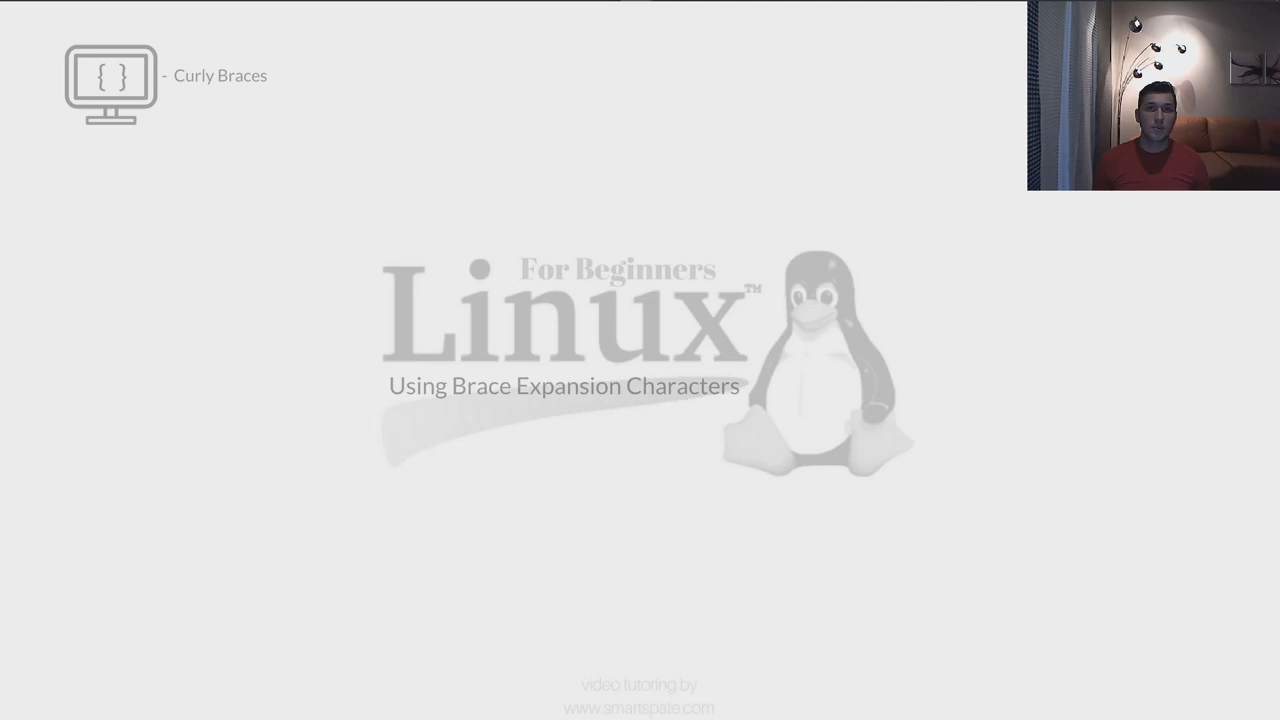 { } - Curly Braces
For Beginners
Linux™
Using Brace Expansion Characters
video tutoring by
www.smartspate.com